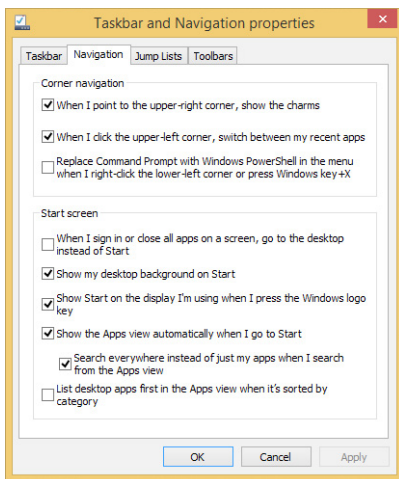 Taskbar and Navigation properties
Taskbar Navigation Jump Lists Toolbars
Corner navigation
When I point to the upper-right corner, show the charms
When I click the upper-left corner, switch between my recent apps
Replace Command Prompt with Windows PowerShell in the menu
when I right-click the lower-left corner or press Windows key+X
Start screen
When I sign in or close all apps on a screen, go to the desktop
instead of Start
Show my desktop background on Start
Show Start on the display I'm using when I press the Windows logo
key
Show the Apps view automatically when I go to Start
Search everywhere instead of just my apps when I search
from the Apps view
List desktop apps first in the Apps view when it's sorted by
category
OK Cancel Apply